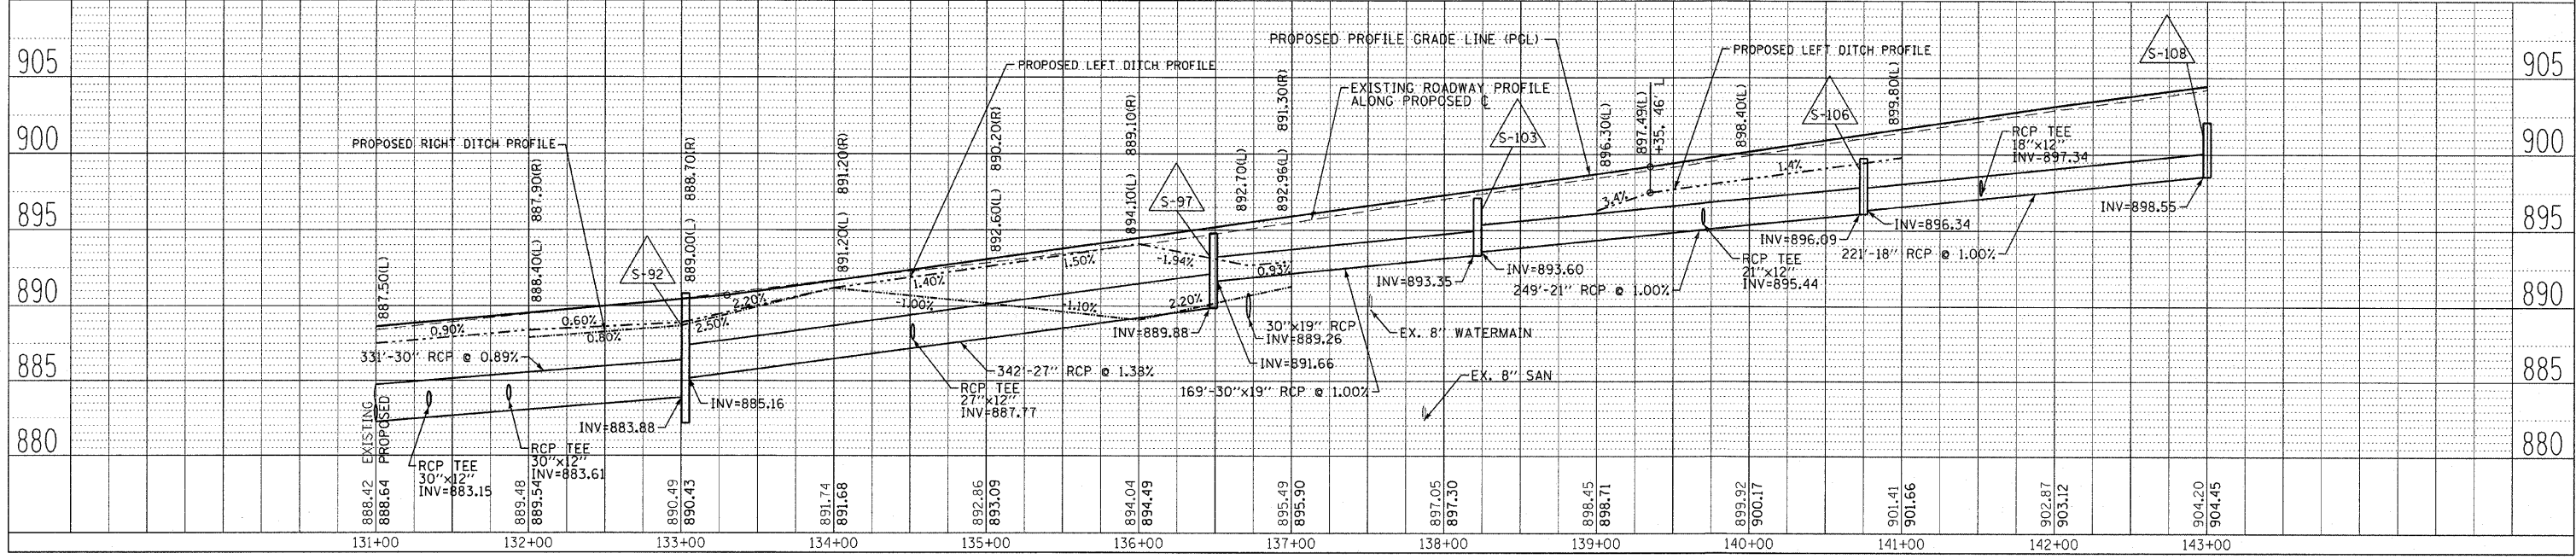 905
900
895
890
885
880
905
900
895
890
885
880
PROPOSED PROFILE GRADE LINE (PGL)
PROPOSED LEFT DITCH PROFILE
EXISTING ROADWAY PROFILE
ALONG PROPOSED ℄
PROPOSED LEFT DITCH PROFILE
PROPOSED RIGHT DITCH PROFILE
S-92
S-97
S-103
S-106
S-108
887.50(L)
888.40(L) 887.90(R)
889.00(L) 888.70(R)
891.20(L) 891.20(R)
892.60(L) 890.20(R)
894.10(L) 889.10(R)
892.70(L)
892.96(L) 891.30(R)
896.30(L)
897.49(L)
+35. 46' L
898.40(L)
899.80(L)
0.90%
0.60%
0.80%
2.20%
2.50%
1.40%
-1.00%
1.50%
-1.10%
-1.94%
2.20%
0.93%
3.4%
1.4%
331'-30" RCP @ 0.89%
EXISTING
PROPOSED
RCP TEE
30"x12"
INV=883.15
RCP TEE
30"x12"
INV=883.61
INV=883.88
INV=885.16
RCP TEE
27"x12"
INV=887.77
342'-27" RCP @ 1.38%
INV=889.88
30"x19" RCP
INV=889.26
INV=891.66
169'-30"x19" RCP @ 1.00%
EX. 8" WATERMAIN
EX. 8" SAN
INV=893.35
INV=893.60
249'-21" RCP @ 1.00%
RCP TEE
21"x12"
INV=895.44
INV=896.09
INV=896.34
221'-18" RCP @ 1.00%
RCP TEE
18"x12"
INV=897.34
INV=898.55
888.42
888.64
889.48
889.54
890.49
890.43
891.74
891.68
892.86
893.09
894.04
894.49
895.49
895.90
897.05
897.30
898.45
898.71
899.92
900.17
901.41
901.66
902.87
903.12
904.20
904.45
131+00
132+00
133+00
134+00
135+00
136+00
137+00
138+00
139+00
140+00
141+00
142+00
143+00